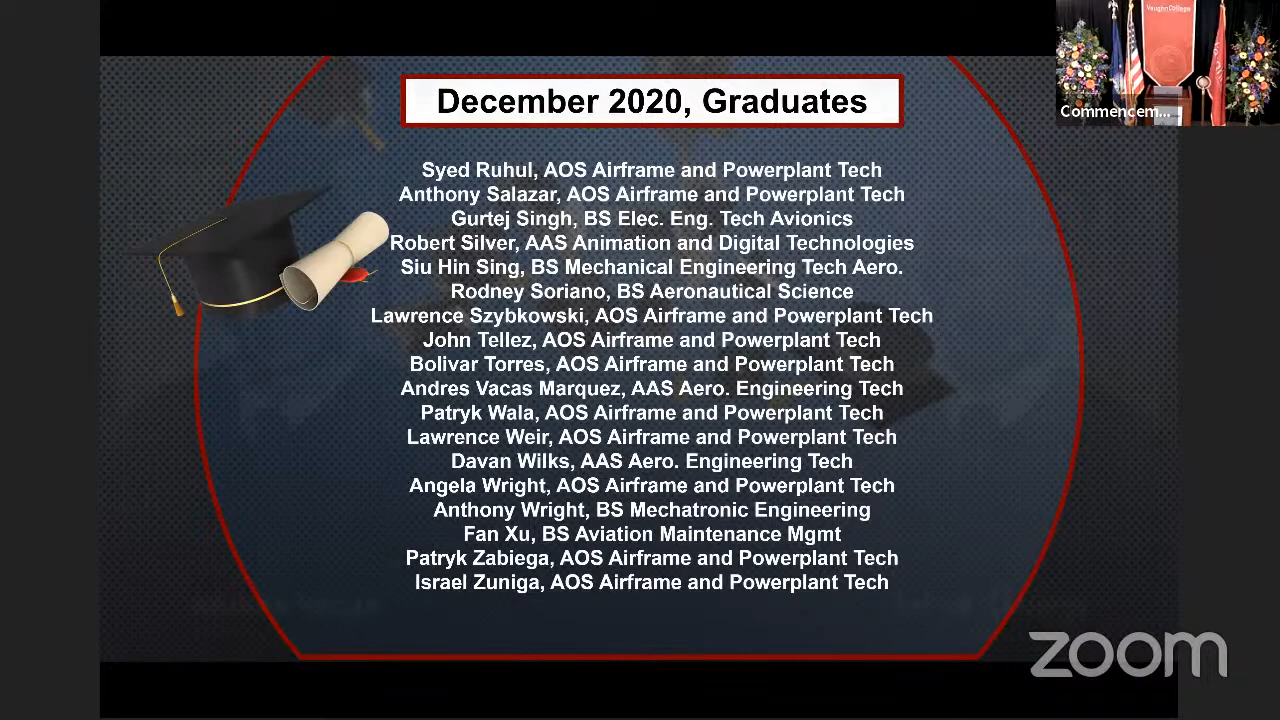 Vaughn College
Commencem...
December 2020, Graduates
Syed Ruhul, AOS Airframe and Powerplant Tech
Anthony Salazar, AOS Airframe and Powerplant Tech
Gurtej Singh, BS Elec. Eng. Tech Avionics
Robert Silver, AAS Animation and Digital Technologies
Siu Hin Sing, BS Mechanical Engineering Tech Aero.
Rodney Soriano, BS Aeronautical Science
Lawrence Szybkowski, AOS Airframe and Powerplant Tech
John Tellez, AOS Airframe and Powerplant Tech
Bolivar Torres, AOS Airframe and Powerplant Tech
Andres Vacas Marquez, AAS Aero. Engineering Tech
Patryk Wala, AOS Airframe and Powerplant Tech
Lawrence Weir, AOS Airframe and Powerplant Tech
Davan Wilks, AAS Aero. Engineering Tech
Angela Wright, AOS Airframe and Powerplant Tech
Anthony Wright, BS Mechatronic Engineering
Fan Xu, BS Aviation Maintenance Mgmt
Patryk Zabiega, AOS Airframe and Powerplant Tech
Israel Zuniga, AOS Airframe and Powerplant Tech
zoom